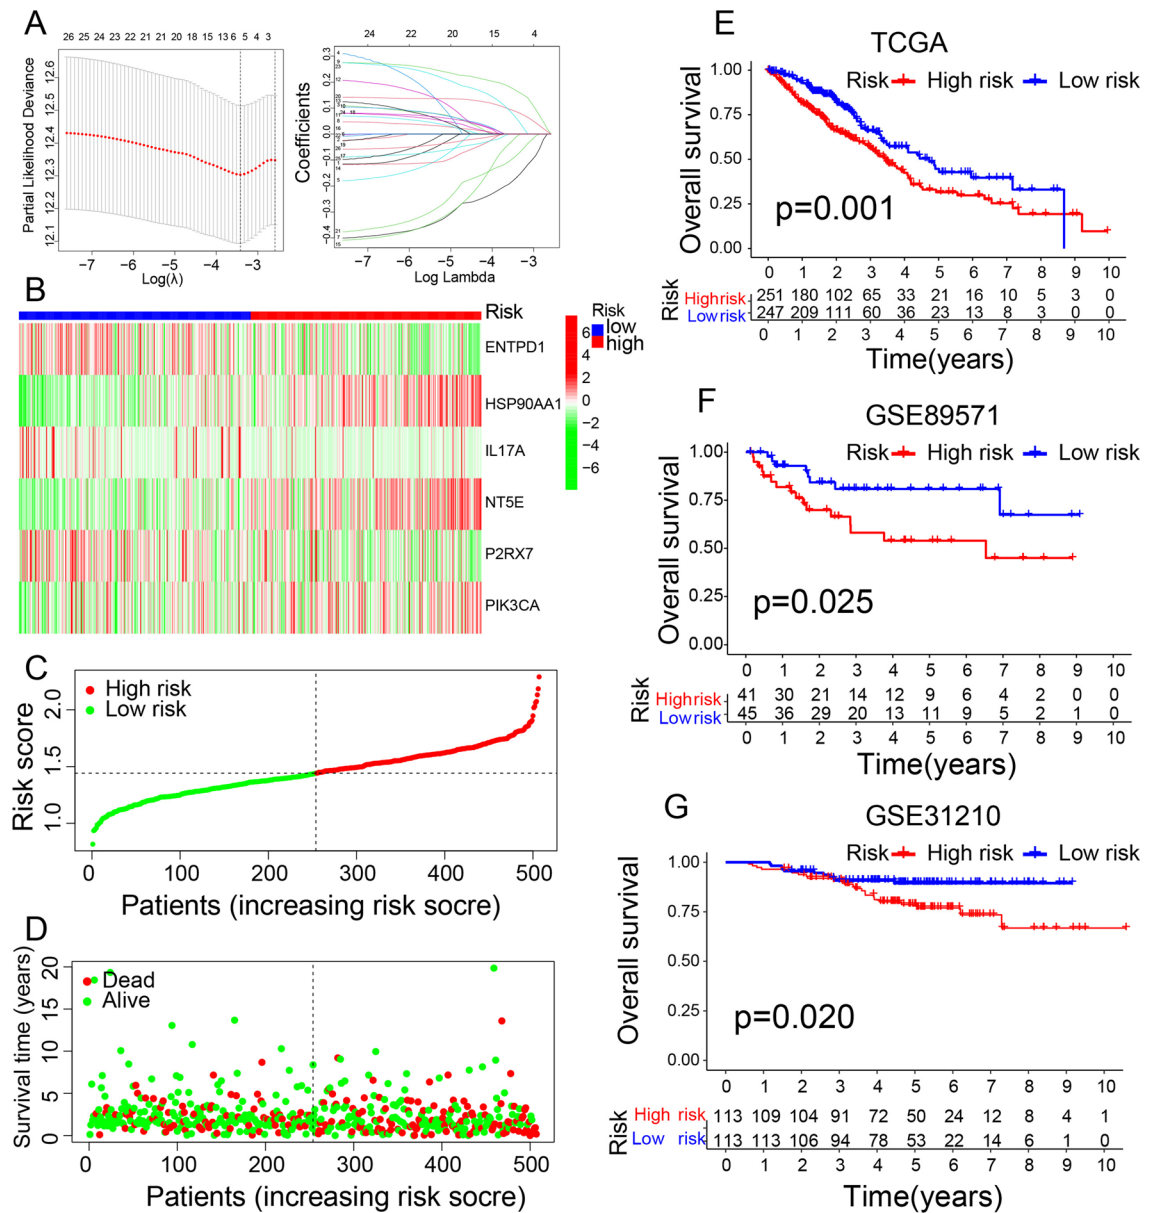 A
26 25 24 23 22 21 21 20 18 15 13 6 5 4 3
Partial Likelihood Deviance
12.6
12.5
12.4
12.3
12.2
12.1
−7 −6 −5 −4 −3
Log(λ)
24 22 20 15 4
Coefficients
0.3
0.2
0.1
0.0
−0.1
−0.2
−0.3
−0.4
−7 −6 −5 −4 −3
Log Lambda
B
Risk
ENTPD1
HSP90AA1
IL17A
NT5E
P2RX7
PIK3CA
6
4
2
0
−2
−4
−6
Risk
low
high
C
High risk
Low risk
Risk score
2.0
1.5
1.0
0 100 200 300 400 500
Patients (increasing risk socre)
D
Dead
Alive
Survival time (years)
20
15
10
5
0
0 100 200 300 400 500
Patients (increasing risk socre)
E
TCGA
Risk High risk Low risk
Overall survival
1.00
0.75
0.50
0.25
0.00
p=0.001
0 1 2 3 4 5 6 7 8 9 10
Risk
Highrisk 251 180 102 65 33 21 16 10 5 3 0
Lowrisk 247 209 111 60 36 23 13 8 3 0 0
0 1 2 3 4 5 6 7 8 9 10
Time(years)
F
GSE89571
Risk High risk Low risk
Overall survival
1.00
0.75
0.50
0.25
0.00
p=0.025
0 1 2 3 4 5 6 7 8 9 10
Risk
Highrisk 41 30 21 14 12 9 6 4 2 0 0
Lowrisk 45 36 29 20 13 11 9 5 2 1 0
0 1 2 3 4 5 6 7 8 9 10
Time(years)
G
GSE31210
Risk High risk Low risk
Overall survival
1.00
0.75
0.50
0.25
0.00
p=0.020
0 1 2 3 4 5 6 7 8 9 10
Risk
High risk 113 109 104 91 72 50 24 12 8 4 1
Low risk 113 113 106 94 78 53 22 14 6 1 0
0 1 2 3 4 5 6 7 8 9 10
Time(years)